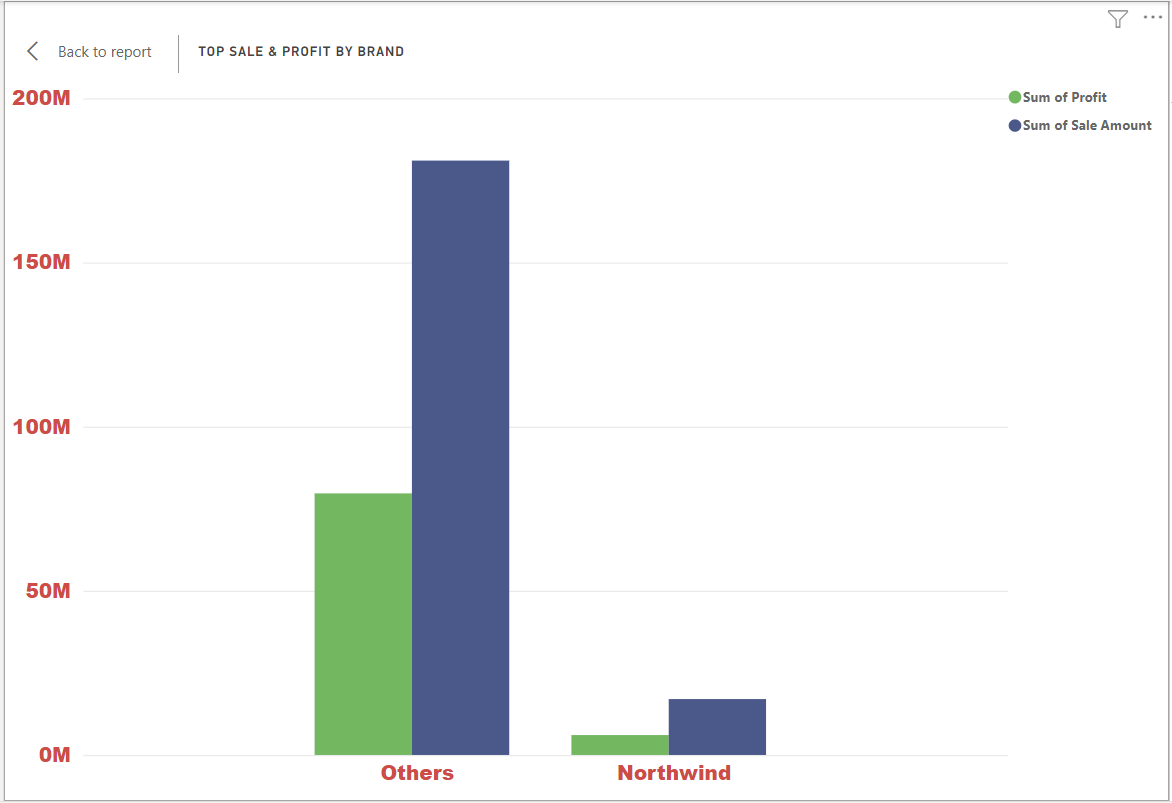 Back to report
TOP SALE & PROFIT BY BRAND
200M
150M
100M
50M
0M
Others
Northwind
Sum of Profit
Sum of Sale Amount